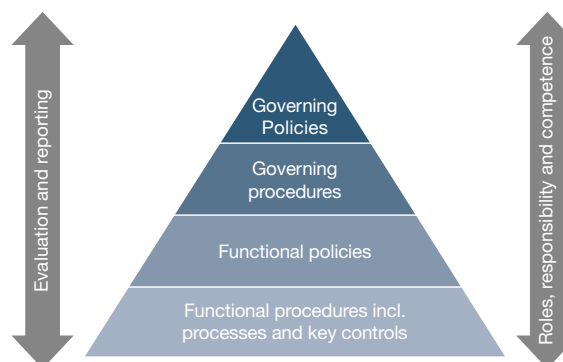 Evaluation and reporting
Governing
Policies
Governing
procedures
Functional policies
Functional procedures incl.
processes and key controls
Roles, responsibility and competence